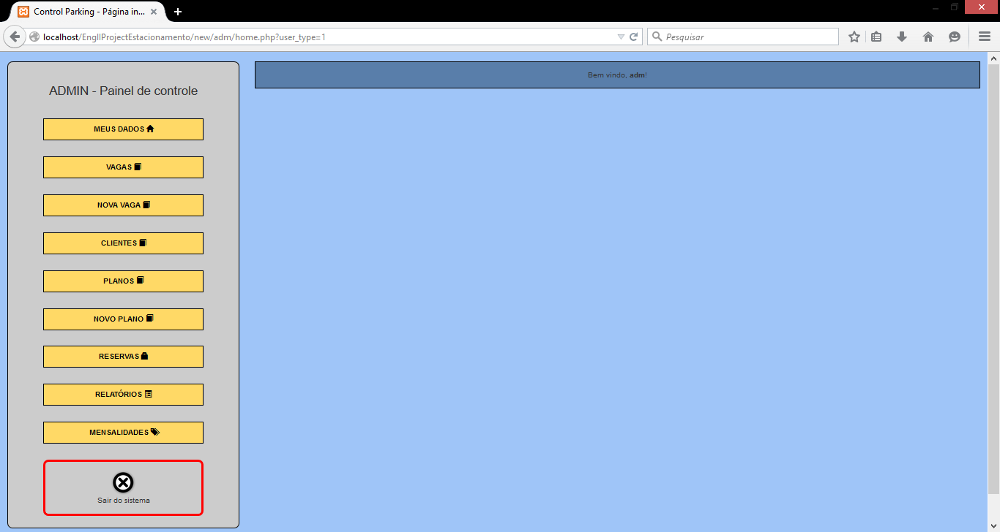 Control Parking - Página in...
localhost/EngIIProjectEstacionamento/new/adm/home.php?user_type=1
Pesquisar
ADMIN - Painel de controle
MEUS DADOS
VAGAS
NOVA VAGA
CLIENTES
PLANOS
NOVO PLANO
RESERVAS
RELATÓRIOS
MENSALIDADES
Sair do sistema
Bem vindo, adm!